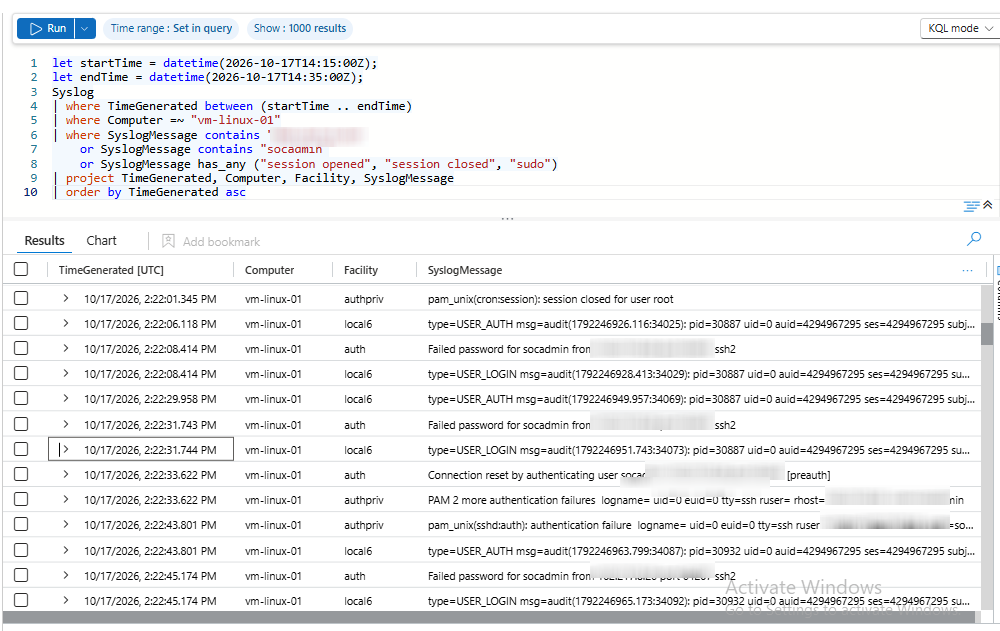 Run
Time range : Set in query
Show : 1000 results
KQL mode
1 let startTime = datetime(2026-10-17T14:15:00Z);
2 let endTime = datetime(2026-10-17T14:35:00Z);
3 Syslog
4 | where TimeGenerated between (startTime .. endTime)
5 | where Computer =~ "vm-linux-01"
6 | where SyslogMessage contains "
7 or SyslogMessage contains "socadmin
8 or SyslogMessage has_any ("session opened", "session closed", "sudo")
9 | project TimeGenerated, Computer, Facility, SyslogMessage
10 | order by TimeGenerated asc
...
Results Chart Add bookmark
TimeGenerated [UTC] Computer Facility SyslogMessage ...
10/17/2026, 2:22:01.345 PM vm-linux-01 authpriv pam_unix(cron:session): session closed for user root
10/17/2026, 2:22:06.118 PM vm-linux-01 local6 type=USER_AUTH msg=audit(1792246926.116:34025): pid=30887 uid=0 auid=4294967295 ses=4294967295 subj...
10/17/2026, 2:22:08.414 PM vm-linux-01 auth Failed password for socadmin from ssh2
10/17/2026, 2:22:08.414 PM vm-linux-01 local6 type=USER_LOGIN msg=audit(1792246928.413:34029): pid=30887 uid=0 auid=4294967295 ses=4294967295 su...
10/17/2026, 2:22:29.958 PM vm-linux-01 local6 type=USER_AUTH msg=audit(1792246949.957:34069): pid=30887 uid=0 auid=4294967295 ses=4294967295 subj...
10/17/2026, 2:22:31.743 PM vm-linux-01 auth Failed password for socadmin from ssh2
10/17/2026, 2:22:31.744 PM vm-linux-01 local6 type=USER_LOGIN msg=audit(1792246951.743:34073): pid=30887 uid=0 auid=4294967295 ses=4294967295 su...
10/17/2026, 2:22:33.622 PM vm-linux-01 auth Connection reset by authenticating user [preauth]
10/17/2026, 2:22:33.622 PM vm-linux-01 authpriv PAM 2 more authentication failures logname= uid=0 euid=0 tty=ssh ruser= rhost=
10/17/2026, 2:22:43.801 PM vm-linux-01 authpriv pam_unix(sshd:auth): authentication failure logname= uid=0 euid=0 tty=ssh ruser =so...
10/17/2026, 2:22:43.801 PM vm-linux-01 local6 type=USER_AUTH msg=audit(1792246963.799:34087): pid=30932 uid=0 auid=4294967295 ses=4294967295 subj...
10/17/2026, 2:22:45.174 PM vm-linux-01 auth Failed password for socadmin from ssh2
10/17/2026, 2:22:45.174 PM vm-linux-01 local6 type=USER_LOGIN msg=audit(1792246965.173:34092): pid=30932 uid=0 auid=4294967295 ses=4294967295 su...
Activate Windows
Go to Settings to activate Windows.